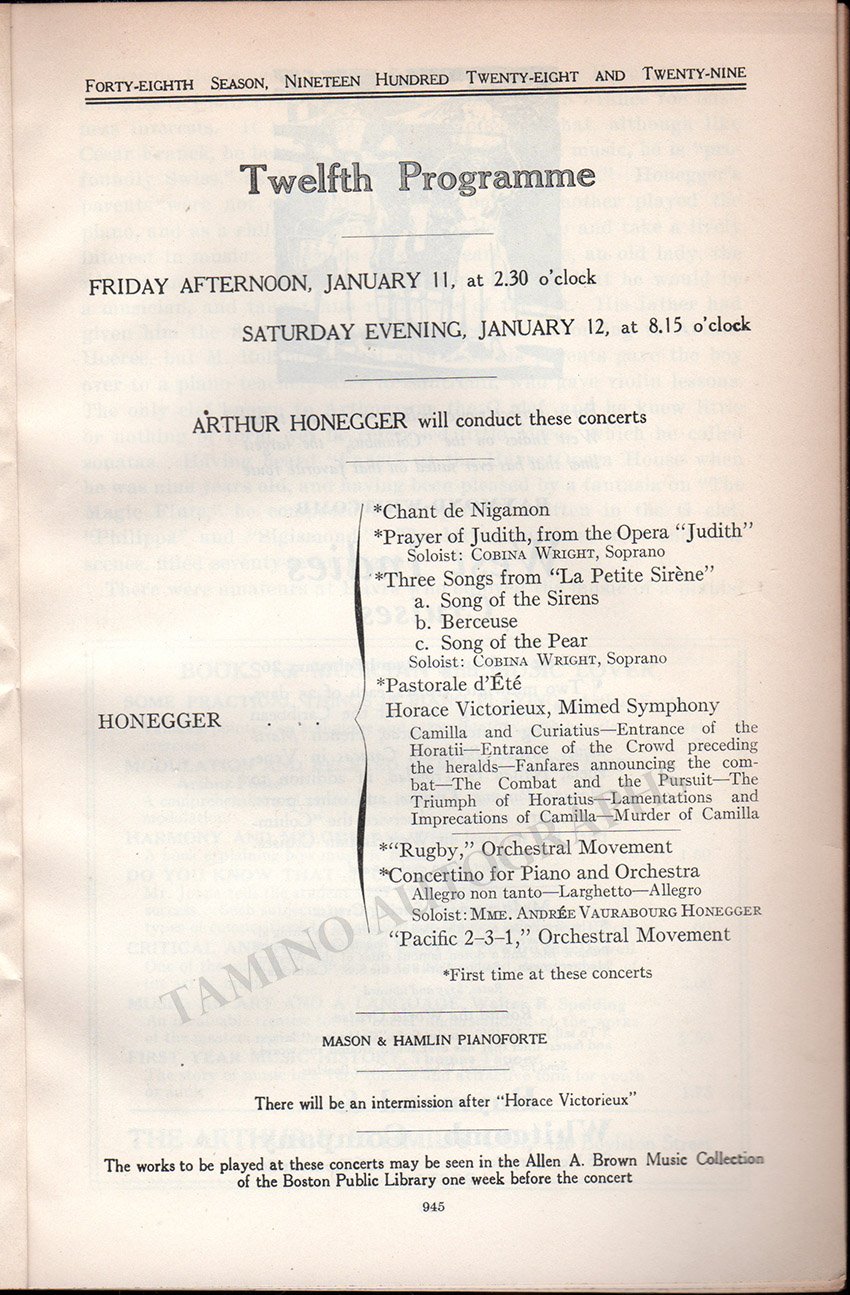 FORTY-EIGHTH SEASON, NINETEEN HUNDRED TWENTY-EIGHT AND TWENTY-NINE
Twelfth Programme
FRIDAY AFTERNOON, JANUARY 11, at 2.30 o'clock
SATURDAY EVENING, JANUARY 12, at 8.15 o'clock
ARTHUR HONEGGER will conduct these concerts
HONEGGER . . .
*Chant de Nigamon
*Prayer of Judith, from the Opera "Judith"
Soloist: COBINA WRIGHT, Soprano
*Three Songs from "La Petite Sirène"
a. Song of the Sirens
b. Berceuse
c. Song of the Pear
Soloist: COBINA WRIGHT, Soprano
*Pastorale d'Été
Horace Victorieux, Mimed Symphony
Camilla and Curiatius—Entrance of the
Horatii—Entrance of the Crowd preceding
the heralds—Fanfares announcing the com-
bat—The Combat and the Pursuit—The
Triumph of Horatius—Lamentations and
Imprecations of Camilla—Murder of Camilla
*"Rugby," Orchestral Movement
*Concertino for Piano and Orchestra
Allegro non tanto—Larghetto—Allegro
Soloist: MME. ANDRÉE VAURABOURG HONEGGER
"Pacific 2-3-1," Orchestral Movement
*First time at these concerts
MASON & HAMLIN PIANOFORTE
There will be an intermission after "Horace Victorieux"
The works to be played at these concerts may be seen in the Allen A. Brown Music Collection
of the Boston Public Library one week before the concert
945
TAMINO AUTOGRAPHS